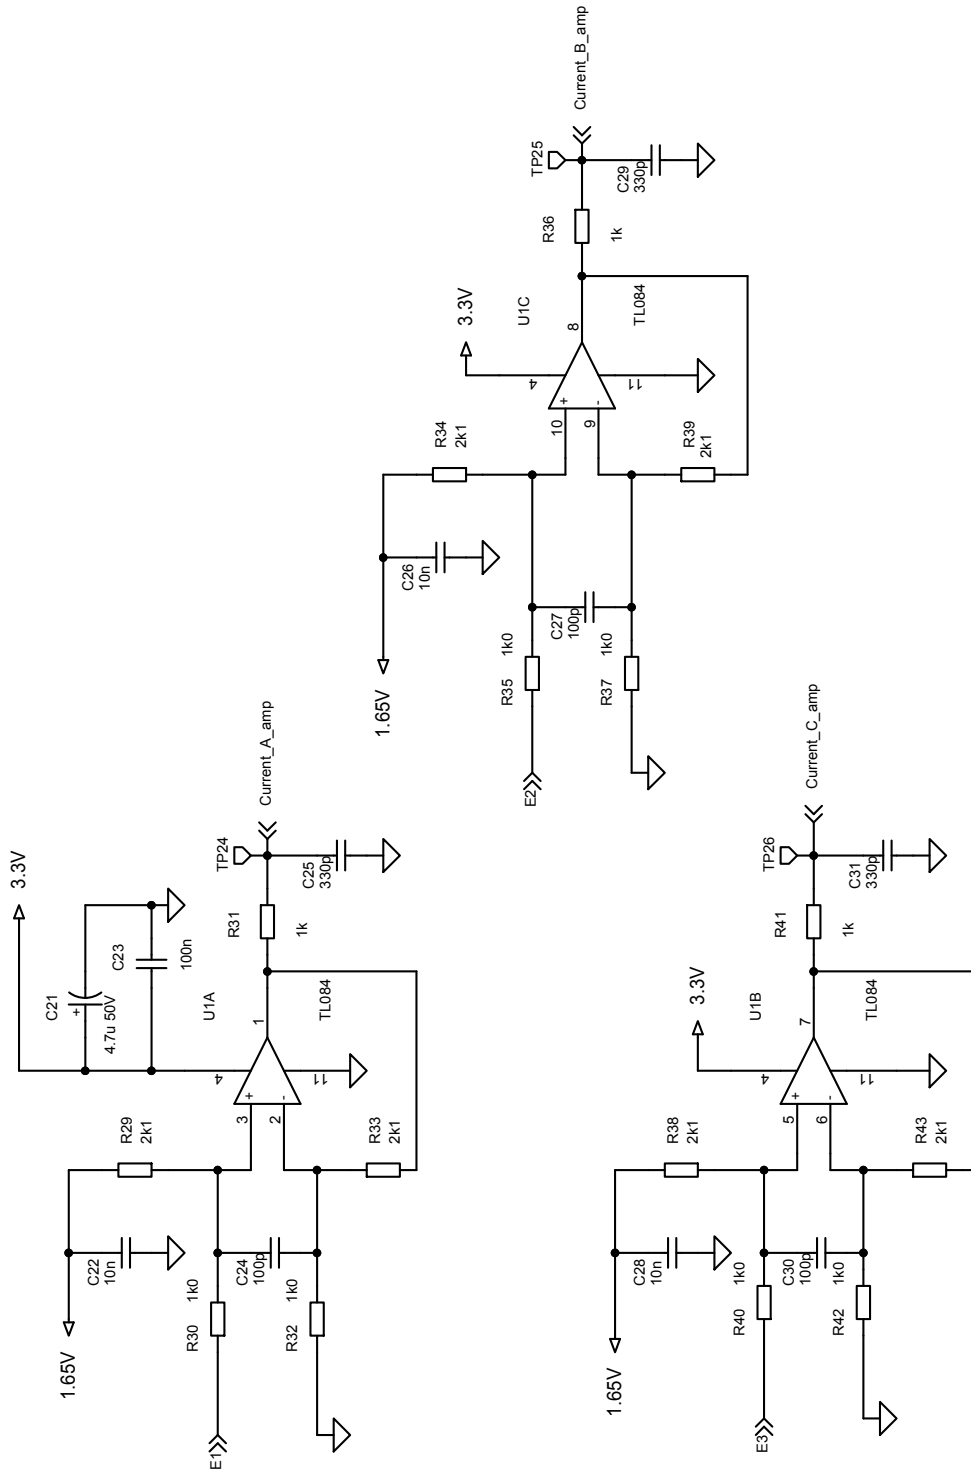 Current_B_amp
TP25
C29
330p
R36
1k
3.3V
U1C
8
TL084
4
11
+
-
10
9
R34
2k1
R39
2k1
C26
10n
C27
100p
R35
1k0
R37
1k0
1.65V
E2
Current_A_amp
TP24
C25
330p
R31
1k
3.3V
C21
+
4.7u 50V
C23
100n
U1A
1
TL084
4
11
+
-
3
2
R29
2k1
R33
2k1
C22
10n
C24
100p
R30
1k0
R32
1k0
1.65V
E1
Current_C_amp
TP26
C31
330p
R41
1k
3.3V
U1B
7
TL084
4
11
+
-
5
6
R38
2k1
R43
2k1
C28
10n
C30
100p
R40
1k0
R42
1k0
1.65V
E3